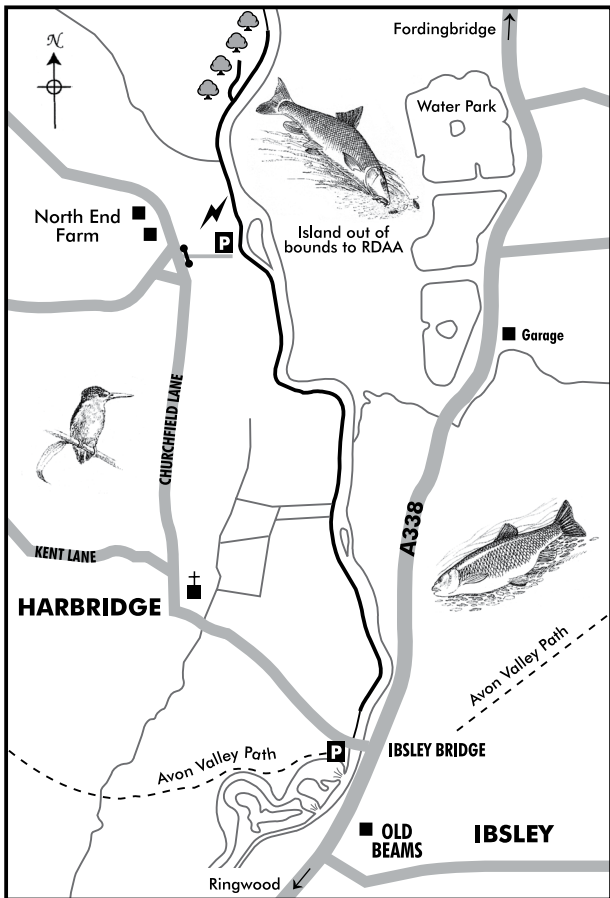 Fordingbridge
N
Water Park
North End
Farm
P
Island out of
bounds to RDAA
Garage
CHURCHFIELD LANE
A338
KENT LANE
HARBRIDGE
Avon Valley Path
P
IBSLEY BRIDGE
Avon Valley Path
OLD
BEAMS
IBSLEY
Ringwood